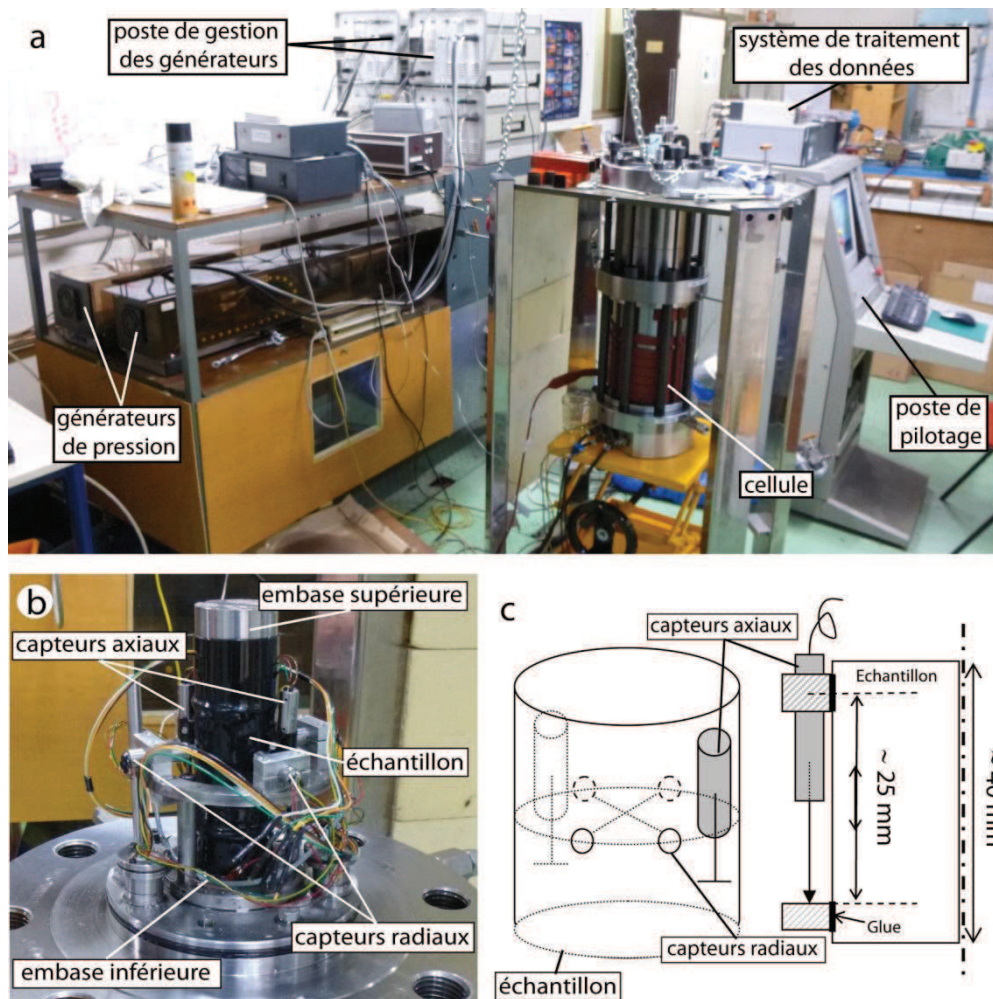 a
poste de gestion
des générateurs
système de traitement
des données
générateurs
de pression
poste de
pilotage
cellule
b
embase supérieure
capteurs axiaux
échantillon
capteurs radiaux
embase inférieure
c
capteurs axiaux
Echantillon
~ 25 mm
Glue
capteurs radiaux
échantillon